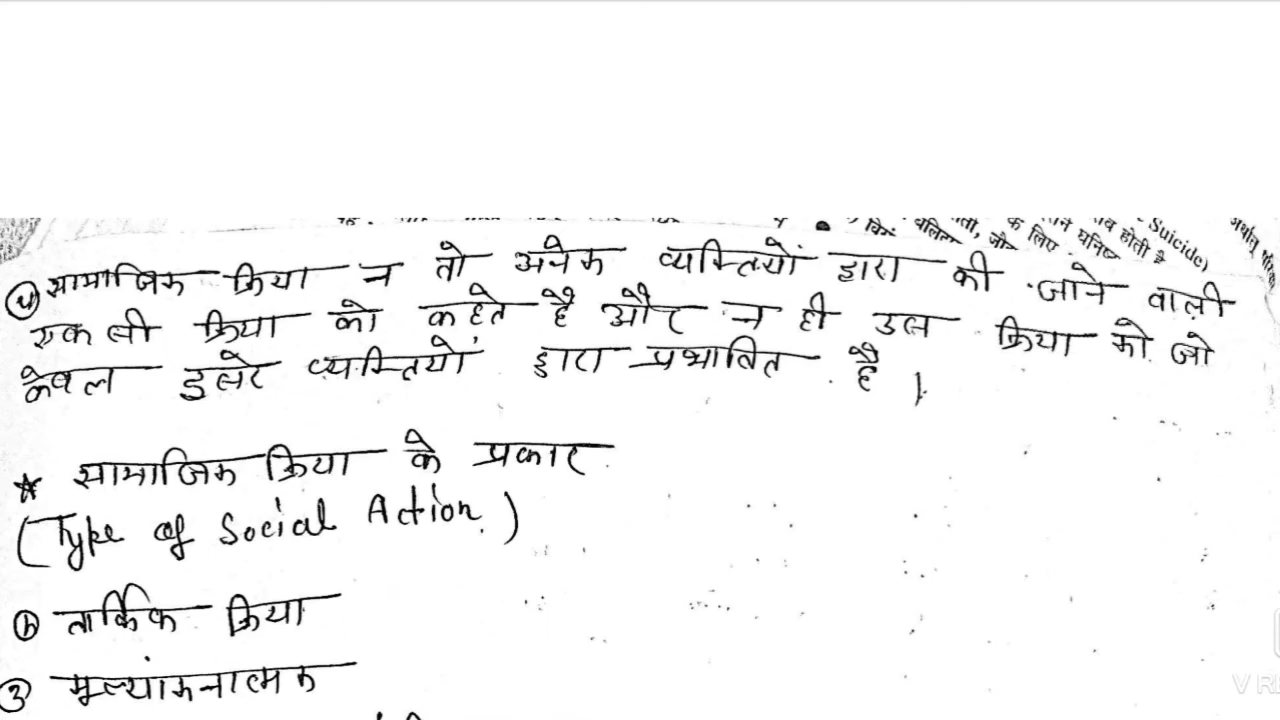 (Suicide)
④ सामाजिक क्रिया न तो अनेक व्यक्तियों द्वारा की जाने वाली
एक सी क्रिया को कहते है और न ही उस क्रिया को जो
केवल दूसरे व्यक्तियों द्वारा प्रभावित है।
* सामाजिक क्रिया के प्रकार
(Type of Social Action)
① तार्किक क्रिया
② मूल्यांकनात्मक